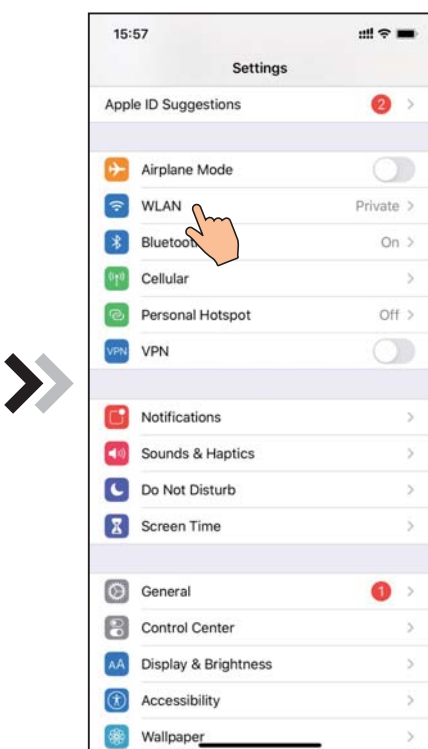 15:57
Settings
Apple ID Suggestions 2
Airplane Mode
WLAN Private
Bluetoot On
Cellular
Personal Hotspot Off
VPN VPN
Notifications
Sounds & Haptics
Do Not Disturb
Screen Time
General 1
Control Center
AA Display & Brightness
Accessibility
Wallpaper